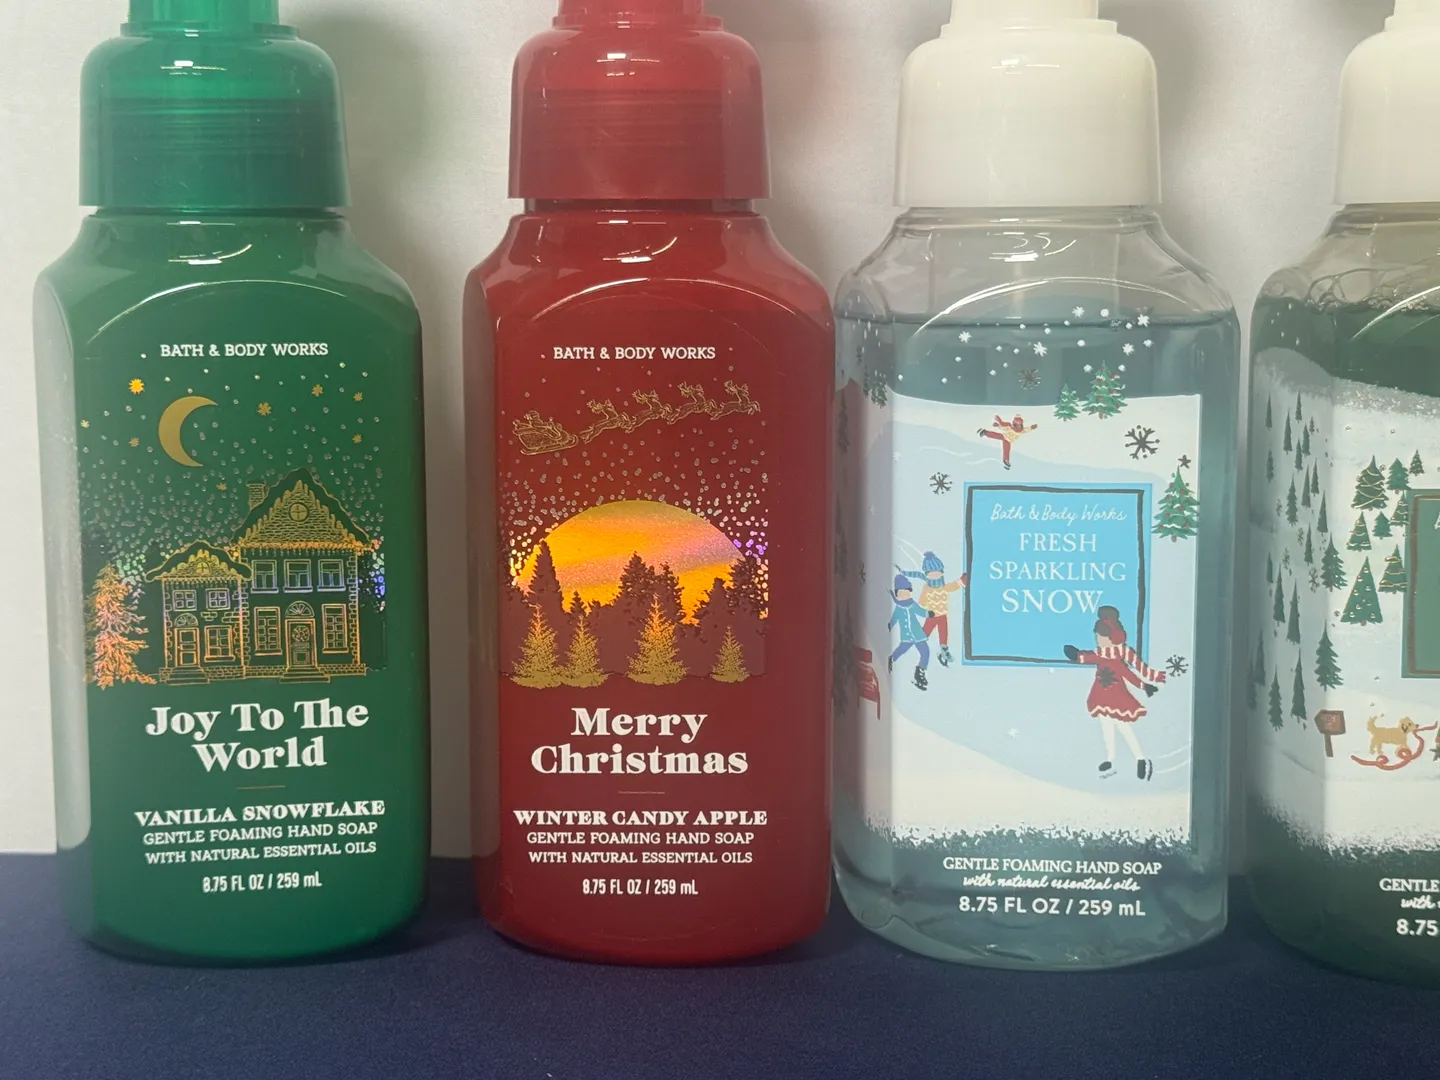 BATH & BODY WORKS
Joy To The
World
VANILLA SNOWFLAKE
GENTLE FOAMING HAND SOAP
WITH NATURAL ESSENTIAL OILS
8.75 FL OZ / 259 mL
BATH & BODY WORKS
Merry
Christmas
WINTER CANDY APPLE
GENTLE FOAMING HAND SOAP
WITH NATURAL ESSENTIAL OILS
8.75 FL OZ / 259 mL
Bath & Body Works
FRESH
SPARKLING
SNOW
GENTLE FOAMING HAND SOAP
with natural essential oils
8.75 FL OZ / 259 mL
GENTLE
with
8.75